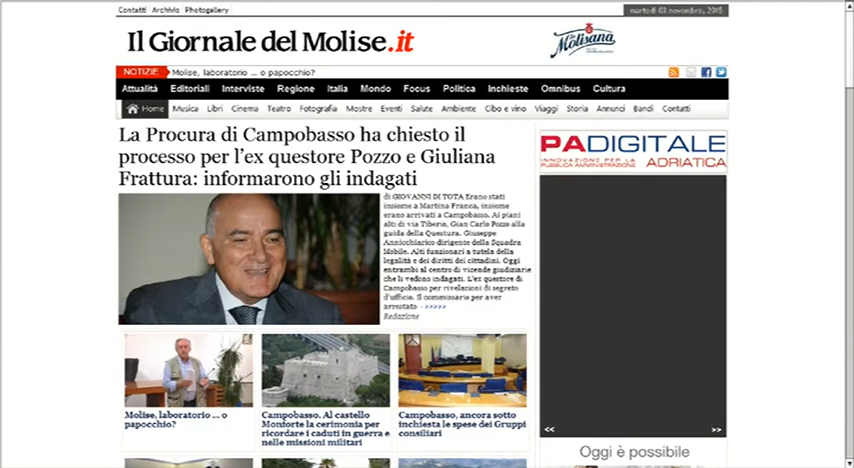 Contatti Archivio Photogallery
martedì 03 novembre, 2015
Il Giornale del Molise.it
La Molisana
NOTIZIE Molise, laboratorio ... o papocchio?
Attualità Editoriali Interviste Regione Italia Mondo Focus Politica Inchieste Omnibus Cultura
Home Musica Libri Cinema Teatro Fotografia Mostre Eventi Salute Ambiente Cibo e vino Viaggi Storia Annunci Bandi Contatti
La Procura di Campobasso ha chiesto il
processo per l'ex questore Pozzo e Giuliana
Frattura: informarono gli indagati
di GIOVANNI DI TOTA Erano stati
insieme a Martina Franca, insieme
erano arrivati a Campobasso. Ai piani
alti di via Tiberio, Gian Carlo Pozzo alla
guida della Questura. Giuseppe
Annicchiarico dirigente della Squadra
Mobile. Alti funzionari a tutela della
legalità e dei diritti dei cittadini. Oggi
entrambi al centro di vicende giudiziarie
che li vedono indagati. L'ex questore di
Campobasso per rivelazioni di segreto
d'ufficio. Il commissario per aver
arrestato - >>>>>
Redazione
PADIGITALE
INNOVAZIONE PER LA
PUBBLICA AMMINISTRAZIONE
ADRIATICA
<< >>
Molise, laboratorio ... o
papocchio?
Campobasso. Al castello
Monforte la cerimonia per
ricordare i caduti in guerra e
nelle missioni militari
Campobasso, ancora sotto
inchiesta le spese dei Gruppi
consiliari
Oggi è possibile